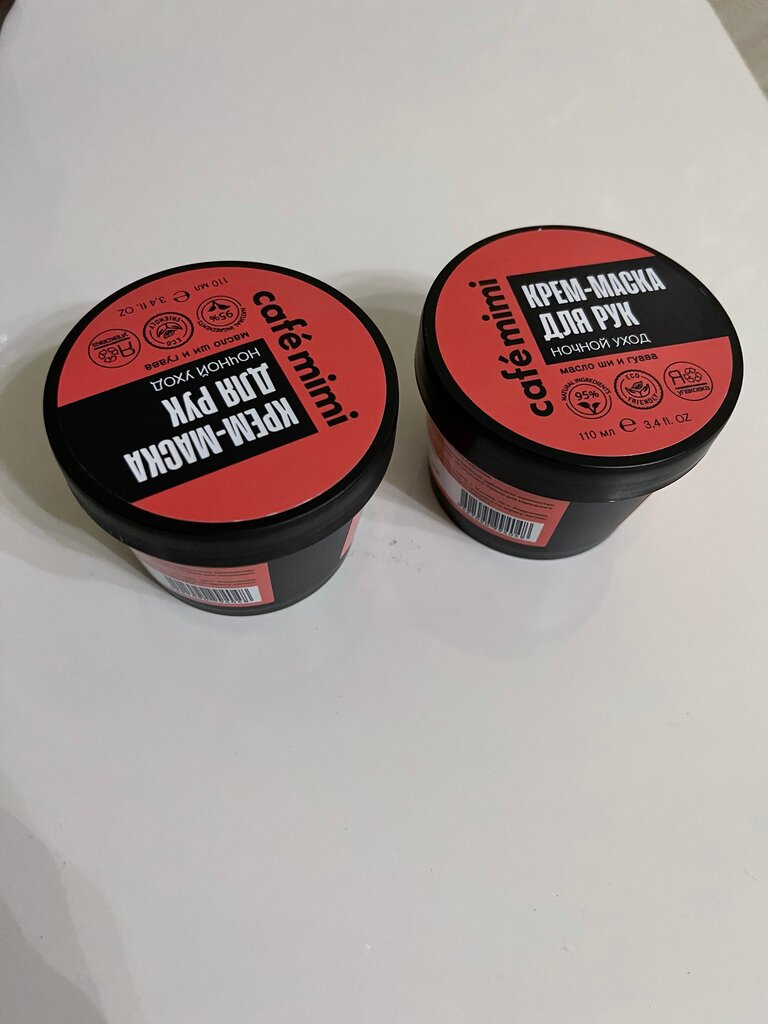 café mimi
КРЕМ-МАСКА
ДЛЯ РУК
НОЧНОЙ УХОД
масло ши и гуава
NATURAL INGREDIENTS
95%
ECO
FRIENDLY
110 мл e 3.4 fl. OZ
café mimi
КРЕМ-МАСКА
ДЛЯ РУК
НОЧНОЙ УХОД
масло ши и гуава
NATURAL INGREDIENTS
95%
ECO
FRIENDLY
Я
110 мл e 3.4 fl. OZ